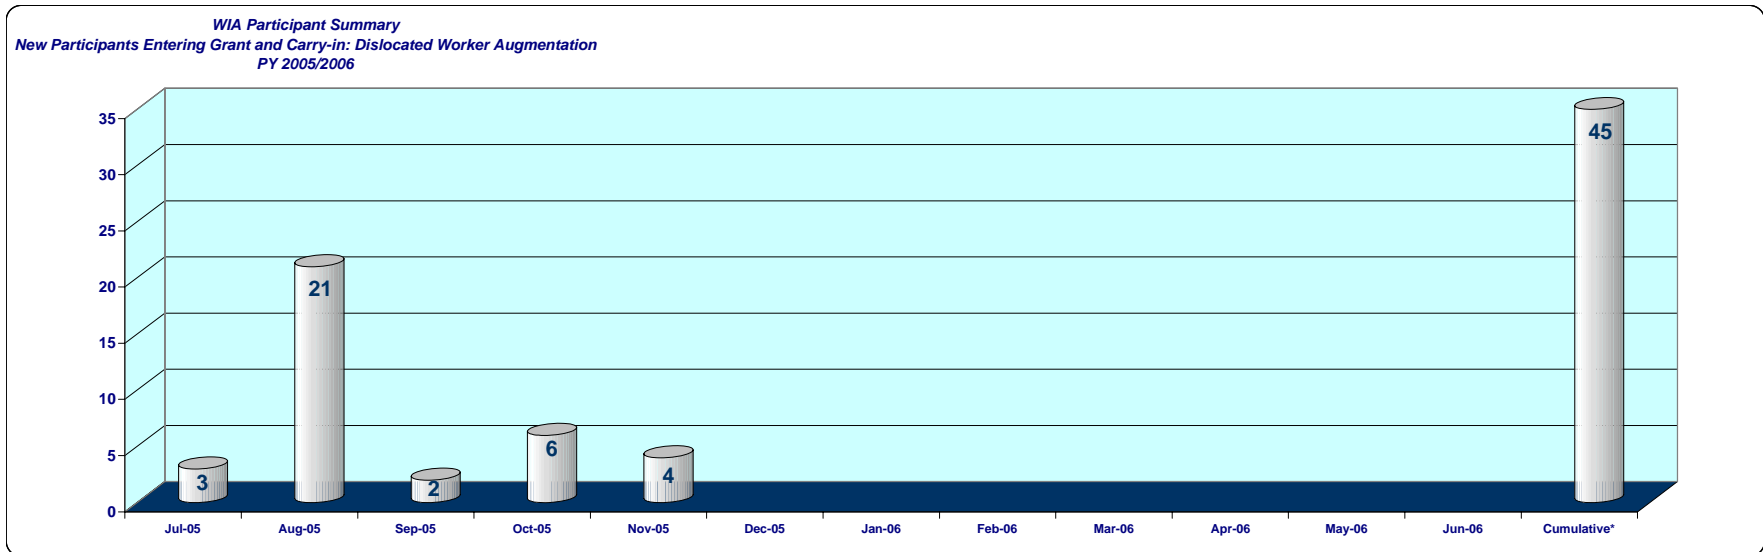 WIA Participant Summary
New Participants Entering Grant and Carry-in: Dislocated Worker Augmentation
PY 2005/2006
35
30
25
20
15
10
5
0
3
21
2
6
4
45
Jul-05
Aug-05
Sep-05
Oct-05
Nov-05
Dec-05
Jan-06
Feb-06
Mar-06
Apr-06
May-06
Jun-06
Cumulative*